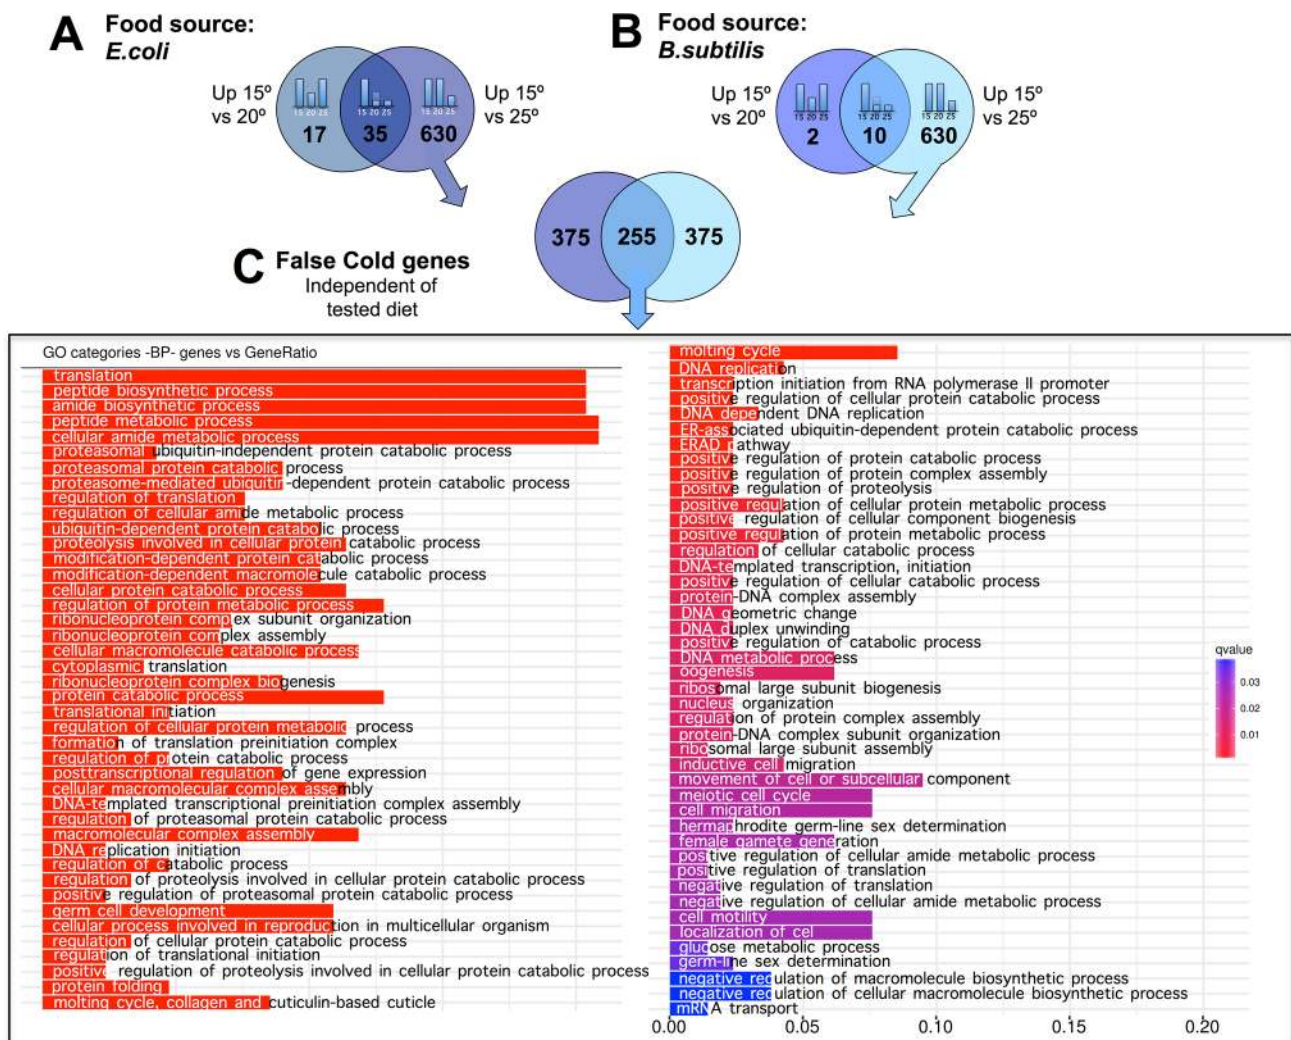 A
Food source:
E.coli
Up 15º
vs 20º
15 20 25
17
15 20 25
35
15 20 25
630
Up 15º
vs 25º
B
Food source:
B.subtilis
Up 15º
vs 20º
15 20 25
2
15 20 25
10
15 20 25
630
Up 15º
vs 25º
375
255
375
C
False Cold genes
Independent of
tested diet
GO categories -BP- genes vs GeneRatio
translation
peptide biosynthetic process
amide biosynthetic process
peptide metabolic process
cellular amide metabolic process
proteasomal ubiquitin-independent protein catabolic process
proteasomal protein catabolic process
proteasome-mediated ubiquitin-dependent protein catabolic process
regulation of translation
regulation of cellular amide metabolic process
ubiquitin-dependent protein catabolic process
proteolysis involved in cellular protein catabolic process
modification-dependent protein catabolic process
modification-dependent macromolecule catabolic process
cellular protein catabolic process
regulation of protein metabolic process
ribonucleoprotein complex subunit organization
ribonucleoprotein complex assembly
cellular macromolecule catabolic process
cytoplasmic translation
ribonucleoprotein complex biogenesis
protein catabolic process
translational initiation
regulation of cellular protein metabolic process
formation of translation preinitiation complex
regulation of protein catabolic process
posttranscriptional regulation of gene expression
cellular macromolecular complex assembly
DNA-templated transcriptional preinitiation complex assembly
regulation of proteasomal protein catabolic process
macromolecular complex assembly
DNA replication initiation
regulation of catabolic process
regulation of proteolysis involved in cellular protein catabolic process
positive regulation of proteasomal protein catabolic process
germ cell development
cellular process involved in reproduction in multicellular organism
regulation of cellular protein catabolic process
regulation of translational initiation
positive regulation of proteolysis involved in cellular protein catabolic process
protein folding
molting cycle, collagen and cuticulin-based cuticle
molting cycle
DNA replication
transcription initiation from RNA polymerase II promoter
positive regulation of cellular protein catabolic process
DNA dependent DNA replication
ER-associated ubiquitin-dependent protein catabolic process
ERAD pathway
positive regulation of protein catabolic process
positive regulation of protein complex assembly
positive regulation of proteolysis
positive regulation of cellular protein metabolic process
positive regulation of cellular component biogenesis
positive regulation of protein metabolic process
regulation of cellular catabolic process
DNA-templated transcription, initiation
positive regulation of cellular catabolic process
protein-DNA complex assembly
DNA geometric change
DNA duplex unwinding
positive regulation of catabolic process
DNA metabolic process
oogenesis
ribosomal large subunit biogenesis
nucleus organization
regulation of protein complex assembly
protein-DNA complex subunit organization
ribosomal large subunit assembly
inductive cell migration
movement of cell or subcellular component
meiotic cell cycle
cell migration
hermaphrodite germ-line sex determination
female gamete generation
positive regulation of cellular amide metabolic process
positive regulation of translation
negative regulation of translation
negative regulation of cellular amide metabolic process
cell motility
localization of cel
glucose metabolic process
germ-line sex determination
negative regulation of macromolecule biosynthetic process
negative regulation of cellular macromolecule biosynthetic process
mRNA transport
0.00 0.05 0.10 0.15 0.20
qvalue
0.03
0.02
0.01